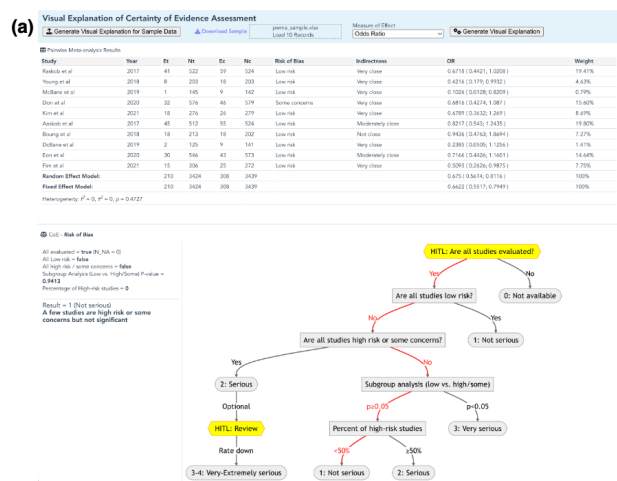 (a)
Visual Explanation of Certainty of Evidence Assessment
Generate Visual Explanation for Sample Data
Download Sample
pwma_sample.xlsx
Load 10 Records
Measure of Effect
Odds Ratio
Generate Visual Explanation
Pairwise Meta-analysis Results
Study Year Et Nt Ec Nc Risk of Bias Indirectness OR Weight
Raskob et al 2017 41 522 59 524 Low risk Very close 0.6718 (0.4421, 1.0208) 19.41%
Young et al 2018 8 203 18 203 Low risk Very close 0.4216 (0.179; 0.9932) 4.63%
McBane et al 2019 1 145 9 142 Low risk Very close 0.1026 (0.0128; 0.8209) 0.79%
Dion et al 2020 32 576 46 579 Some concerns Very close 0.6816 (0.4274; 1.087) 15.60%
Kim et al 2021 18 276 26 279 Low risk Very close 0.6789 (0.3632; 1.269) 8.69%
Aaskob et al 2017 45 512 55 524 Low risk Moderately close 0.8217 (0.543; 1.2435) 19.80%
Boung et al 2018 18 213 18 202 Low risk Not close 0.9436 (0.4763; 1.8694) 7.27%
DcBane et al 2019 2 125 9 141 Low risk Very close 0.2385 (0.0505; 1.1256) 1.41%
Eon et al 2020 30 546 43 573 Low risk Moderately close 0.7166 (0.4426; 1.1601) 14.64%
Fim et al 2021 15 306 25 272 Low risk Very close 0.5093 (0.2626; 0.9875) 7.75%
Random Effect Model: 210 3424 308 3439 0.675 (0.5614; 0.8116) 100%
Fixed Effect Model: 210 3424 308 3439 0.6622 (0.5517; 0.7949) 100%
Heterogeneity: I² = 0, τ² = 0, p = 0.4727
CoE - Risk of Bias
All evaluated = true (N_NA = 0)
All Low risk = false
All high risk / some concerns = false
Subgroup Analysis (Low vs. High/Some) P-value =
0.9413
Percentage of High-risk studies = 0
Result = 1 (Not serious)
A few studies are high risk or some
concerns but not significant
HiTL: Are all studies evaluated?
Yes
No
Are all studies low risk?
0: Not available
No
Yes
Are all studies high risk or some concerns?
1: Not serious
Yes
No
2: Serious
Subgroup analysis (low vs. high/some)
Optional
p≥0.05
p<0.05
HiTL: Review
Percent of high-risk studies
3: Very serious
Rate down
<50%
≥50%
3-4: Very-Extremely serious
1: Not serious
2: Serious